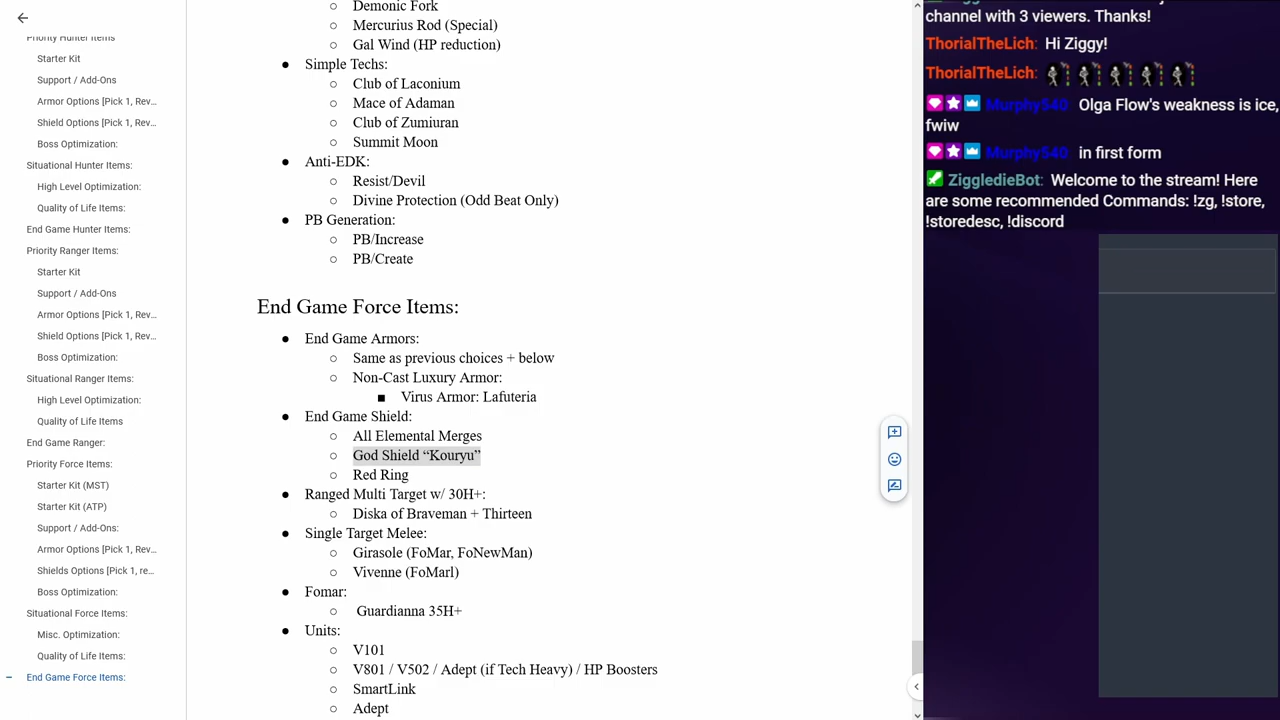 Priority Hunter Items:
Starter Kit
Support / Add-Ons
Armor Options [Pick 1, Rev...
Shield Options [Pick 1, Rev...
Boss Optimization:
Situational Hunter Items:
High Level Optimization:
Quality of Life Items:
End Game Hunter Items:
Priority Ranger Items:
Starter Kit
Support / Add-Ons
Armor Options [Pick 1, Rev...
Shield Options [Pick 1, Rev...
Boss Optimization:
Situational Ranger Items:
High Level Optimization:
Quality of Life Items
End Game Ranger:
Priority Force Items:
Starter Kit (MST)
Starter Kit (ATP)
Support / Add-Ons:
Armor Options [Pick 1, Rev...
Shields Options [Pick 1, re...
Boss Optimization:
Situational Force Items:
Misc. Optimization:
Quality of Life Items:
End Game Force Items:
Demonic Fork
Mercurius Rod (Special)
Gal Wind (HP reduction)
Simple Techs:
Club of Laconium
Mace of Adaman
Club of Zumiuran
Summit Moon
Anti-EDK:
Resist/Devil
Divine Protection (Odd Beat Only)
PB Generation:
PB/Increase
PB/Create
End Game Force Items:
End Game Armors:
Same as previous choices + below
Non-Cast Luxury Armor:
Virus Armor: Lafuteria
End Game Shield:
All Elemental Merges
God Shield “Kouryu”
Red Ring
Ranged Multi Target w/ 30H+:
Diska of Braveman + Thirteen
Single Target Melee:
Girasole (FoMar, FoNewMan)
Vivenne (FoMarl)
Fomar:
Guardianna 35H+
Units:
V101
V801 / V502 / Adept (if Tech Heavy) / HP Boosters
SmartLink
Adept
channel with 3 viewers. Thanks!
ThorialTheLich: Hi Ziggy!
ThorialTheLich:
Murphy540: Olga Flow's weakness is ice,
fwiw
Murphy540: in first form
ZiggledieBot: Welcome to the stream! Here
are some recommended Commands: !zg, !store,
!storedesc, !discord